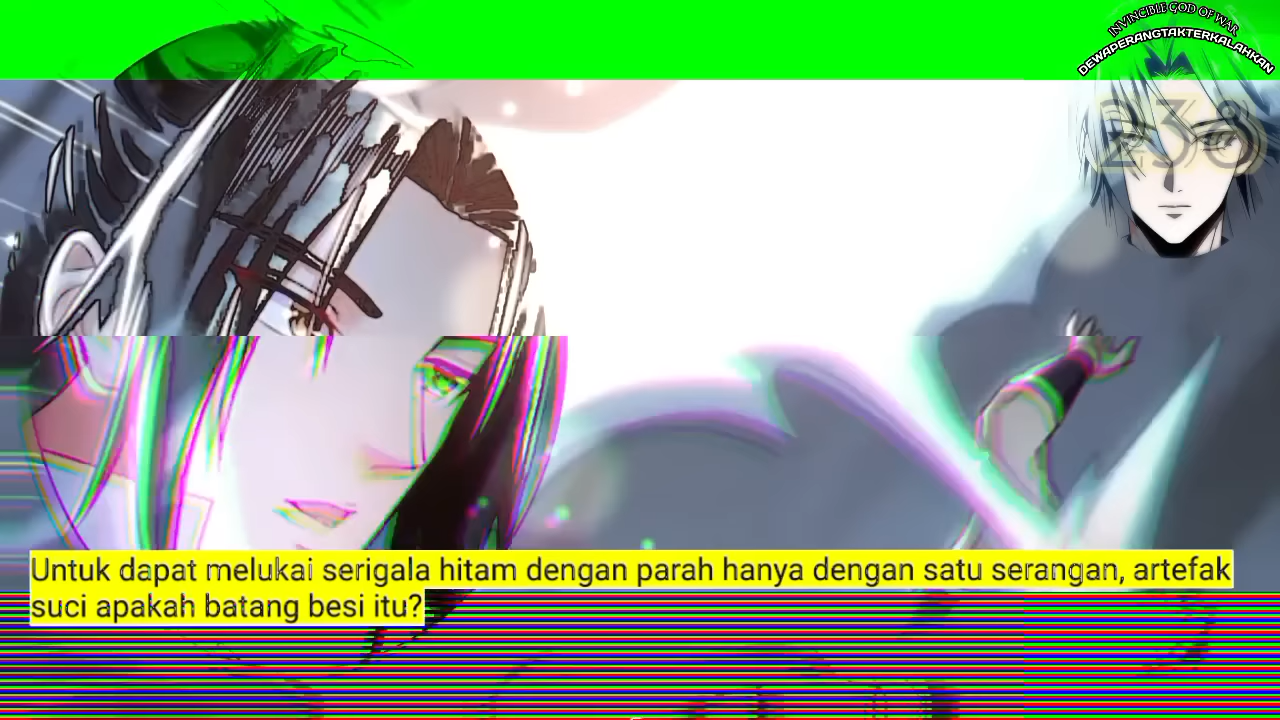 INVINCIBLE GOD OF WAR
DEWAPERANGTAKTERKALAHKAN
238
Untuk dapat melukai serigala hitam dengan parah hanya dengan satu serangan, artefak
suci apakah batang besi itu?